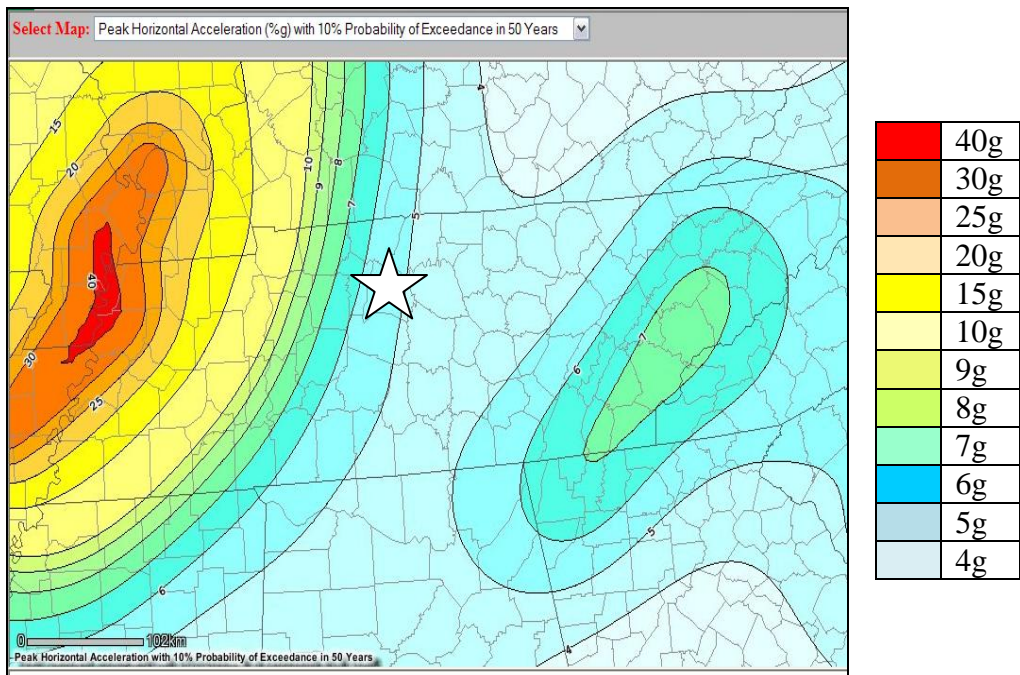 Select Map: Peak Horizontal Acceleration (%g) with 10% Probability of Exceedance in 50 Years
4
15
10
8
20
9
7
5
40
7
30
6
25
5
6
4
0 102km
Peak Horizontal Acceleration with 10% Probability of Exceedance in 50 Years
40g
30g
25g
20g
15g
10g
9g
8g
7g
6g
5g
4g